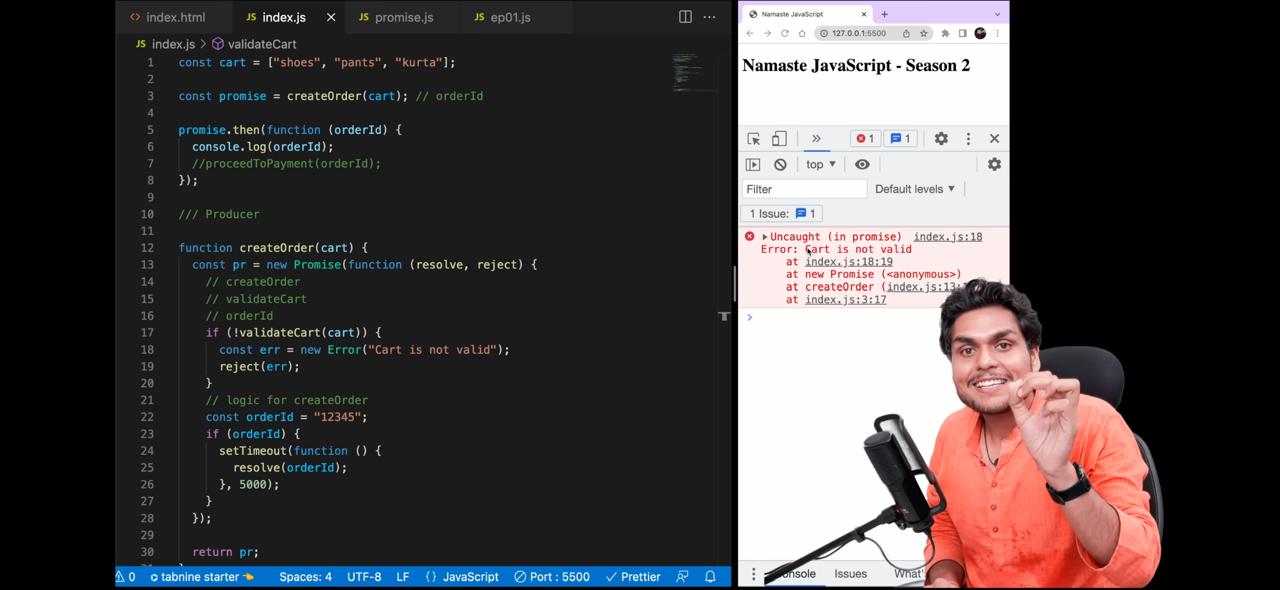 index.html
JS index.js
JS promise.js
JS ep01.js
JS index.js > validateCart
1 const cart = ["shoes", "pants", "kurta"];
2
3 const promise = createOrder(cart); // orderId
4
5 promise.then(function (orderId) {
6 console.log(orderId);
7 //proceedToPayment(orderId);
8 });
9
10 /// Producer
11
12 function createOrder(cart) {
13 const pr = new Promise(function (resolve, reject) {
14 // createOrder
15 // validateCart
16 // orderId
17 if (!validateCart(cart)) {
18 const err = new Error("Cart is not valid");
19 reject(err);
20 }
21 // logic for createOrder
22 const orderId = "12345";
23 if (orderId) {
24 setTimeout(function () {
25 resolve(orderId);
26 }, 5000);
27 }
28 });
29
30 return pr;
0 tabnine starter Spaces: 4 UTF-8 LF {} JavaScript Port : 5500 Prettier
Namaste JavaScript
127.0.0.1:5500
Namaste JavaScript - Season 2
1 1
top
Filter Default levels
1 Issue: 1
Uncaught (in promise) index.js:18
Error: Cart is not valid
at index.js:18:19
at new Promise (<anonymous>)
at createOrder (index.js:13:
at index.js:3:17
Issues